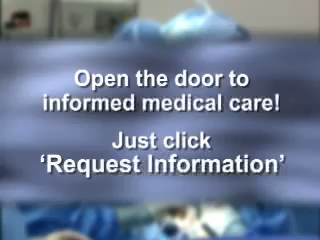 Open the door to
informed medical care!
Just click
‘Request Information’